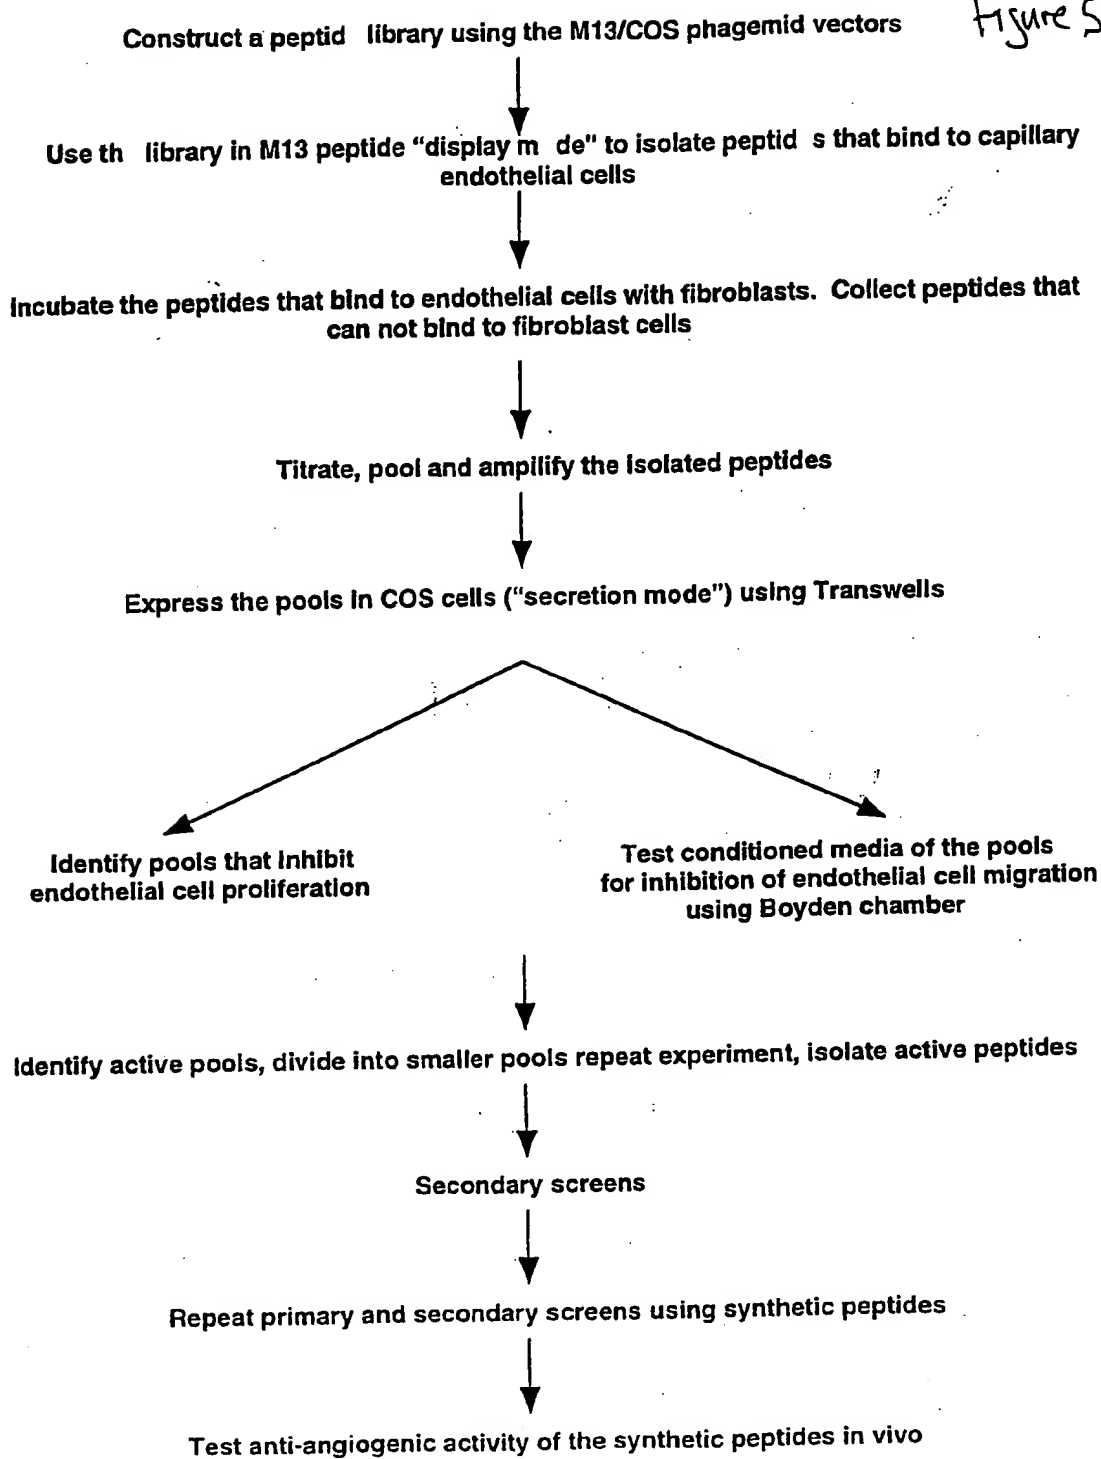 Figure 5
Construct a peptid library using the M13/COS phagemid vectors
Use th library in M13 peptide "display m de" to isolate peptid s that bind to capillary
endothelial cells
Incubate the peptides that bind to endothelial cells with fibroblasts. Collect peptides that
can not bind to fibroblast cells
Titrate, pool and ampilify the isolated peptides
Express the pools in COS cells ("secretion mode") using Transwells
Identify pools that inhibit
endothelial cell proliferation
Test conditioned media of the pools
for inhibition of endothelial cell migration
using Boyden chamber
Identify active pools, divide into smaller pools repeat experiment, isolate active peptides
Secondary screens
Repeat primary and secondary screens using synthetic peptides
Test anti-angiogenic activity of the synthetic peptides in vivo